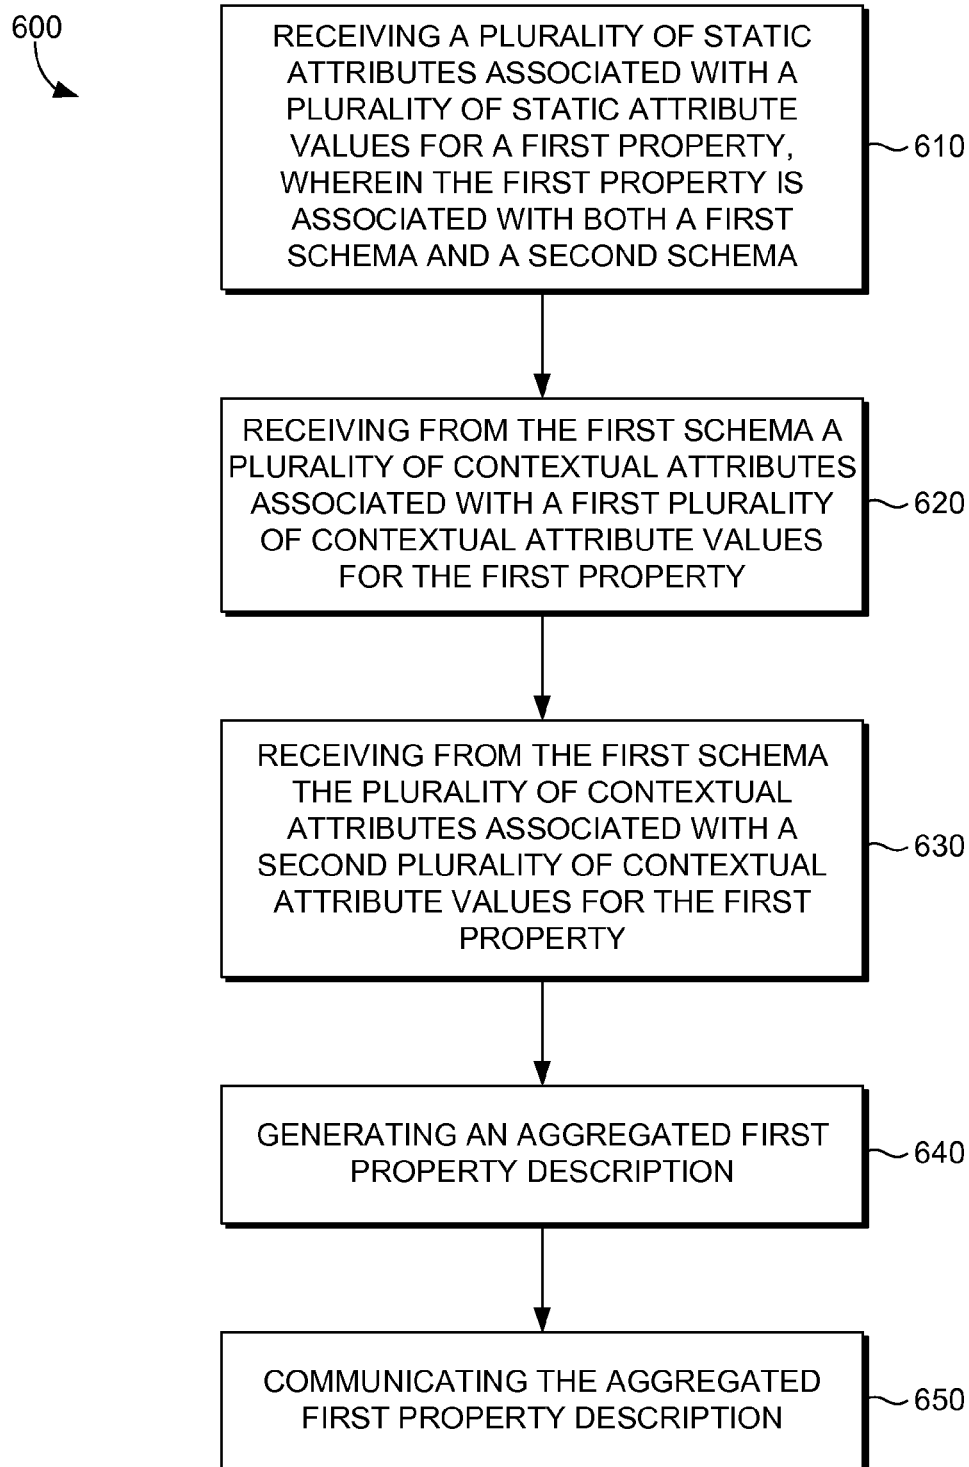 600
RECEIVING A PLURALITY OF STATIC
ATTRIBUTES ASSOCIATED WITH A
PLURALITY OF STATIC ATTRIBUTE
VALUES FOR A FIRST PROPERTY,
WHEREIN THE FIRST PROPERTY IS
ASSOCIATED WITH BOTH A FIRST
SCHEMA AND A SECOND SCHEMA
610
RECEIVING FROM THE FIRST SCHEMA A
PLURALITY OF CONTEXTUAL ATTRIBUTES
ASSOCIATED WITH A FIRST PLURALITY
OF CONTEXTUAL ATTRIBUTE VALUES
FOR THE FIRST PROPERTY
620
RECEIVING FROM THE FIRST SCHEMA
THE PLURALITY OF CONTEXTUAL
ATTRIBUTES ASSOCIATED WITH A
SECOND PLURALITY OF CONTEXTUAL
ATTRIBUTE VALUES FOR THE FIRST
PROPERTY
630
GENERATING AN AGGREGATED FIRST
PROPERTY DESCRIPTION
640
COMMUNICATING THE AGGREGATED
FIRST PROPERTY DESCRIPTION
650